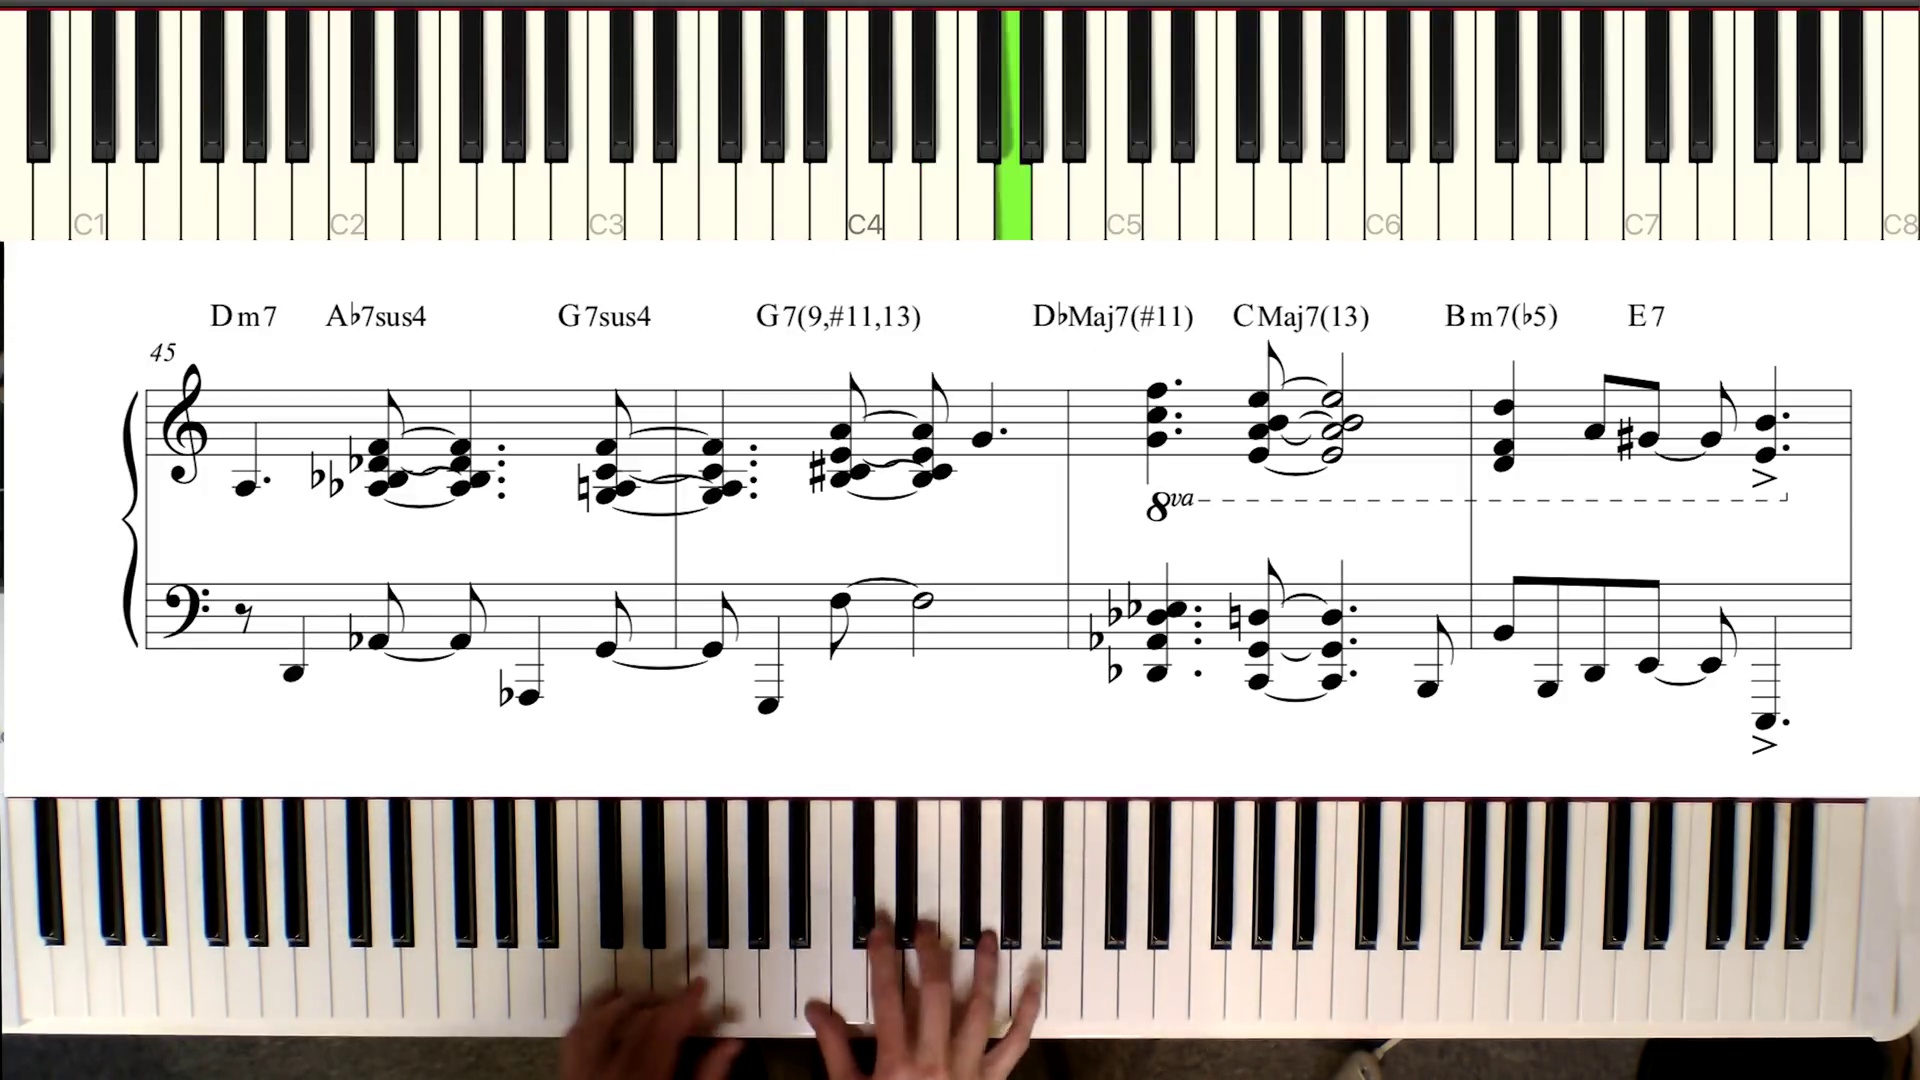 C1 C2 C3 C4 C5 C6 C7 C8
Dm7 A♭7sus4 G7sus4 G7(9,#11,13) D♭Maj7(#11) CMaj7(13) Bm7(♭5) E7
45
8va